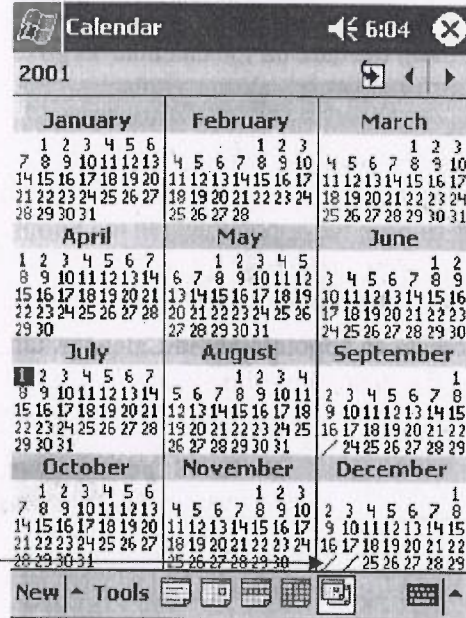 Calendar 6:04
2001
January
1 2 3 4 5 6
7 8 9 10 11 12 13
14 15 16 17 18 19 20
21 22 23 24 25 26 27
28 29 30 31
February
1 2 3
4 5 6 7 8 9 10
11 12 13 14 15 16 17
18 19 20 21 22 23 24
25 26 27 28
March
1 2 3
4 5 6 7 8 9 10
11 12 13 14 15 16 17
18 19 20 21 22 23 24
25 26 27 28 29 30 31
April
1 2 3 4 5 6 7
8 9 10 11 12 13 14
15 16 17 18 19 20 21
22 23 24 25 26 27 28
29 30
May
1 2 3 4 5
6 7 8 9 10 11 12
13 14 15 16 17 18 19
20 21 22 23 24 25 26
27 28 29 30 31
June
1 2
3 4 5 6 7 8 9
10 11 12 13 14 15 16
17 18 19 20 21 22 23
24 25 26 27 28 29 30
July
1 2 3 4 5 6 7
8 9 10 11 12 13 14
15 16 17 18 19 20 21
22 23 24 25 26 27 28
29 30 31
August
1 2 3 4
5 6 7 8 9 10 11
12 13 14 15 16 17 18
19 20 21 22 23 24 25
26 27 28 29 30 31
September
1
2 3 4 5 6 7 8
9 10 11 12 13 14 15
16 17 18 19 20 21 22
/ 24 25 26 27 28 29
October
1 2 3 4 5 6
7 8 9 10 11 12 13
14 15 16 17 18 19 20
21 22 23 24 25 26 27
28 29 30 31
November
1 2 3
4 5 6 7 8 9 10
11 12 13 14 15 16 17
18 19 20 21 22 23 24
25 26 27 28 29 30
December
1
2 3 4 5 6 7 8
9 10 11 12 13 14 15
16 17 18 19 20 21 22
/ / 25 26 27 28 29
New Tools